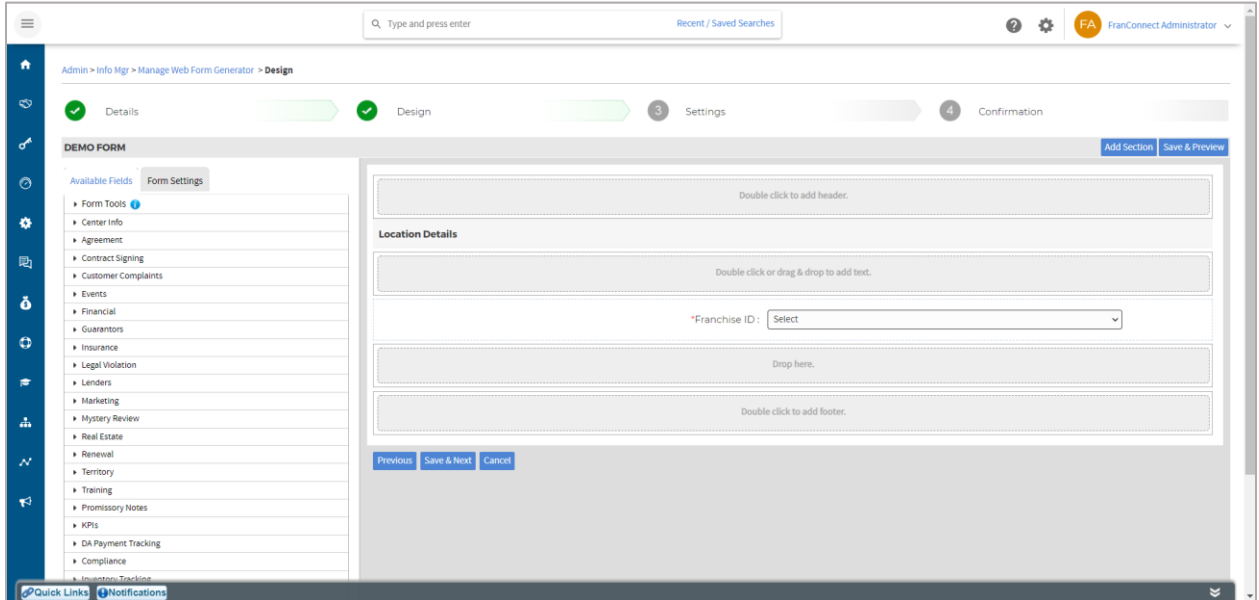 Type and press enter
Recent / Saved Searches
FA
FranConnect Administrator
Admin > Info Mgr > Manage Web Form Generator > Design
Details
Design
3 Settings
4 Confirmation
DEMO FORM
Add Section
Save & Preview
Available Fields
Form Settings
Form Tools
Center Info
Agreement
Contract Signing
Customer Complaints
Events
Financial
Guarantors
Insurance
Legal Violation
Lenders
Marketing
Mystery Review
Real Estate
Renewal
Territory
Training
Promissory Notes
KPIs
DA Payment Tracking
Compliance
Inventory Tracking
Double click to add header.
Location Details
Double click or drag & drop to add text.
*Franchise ID : Select
Drop here.
Double click to add footer.
Previous
Save & Next
Cancel
Quick Links
Notifications